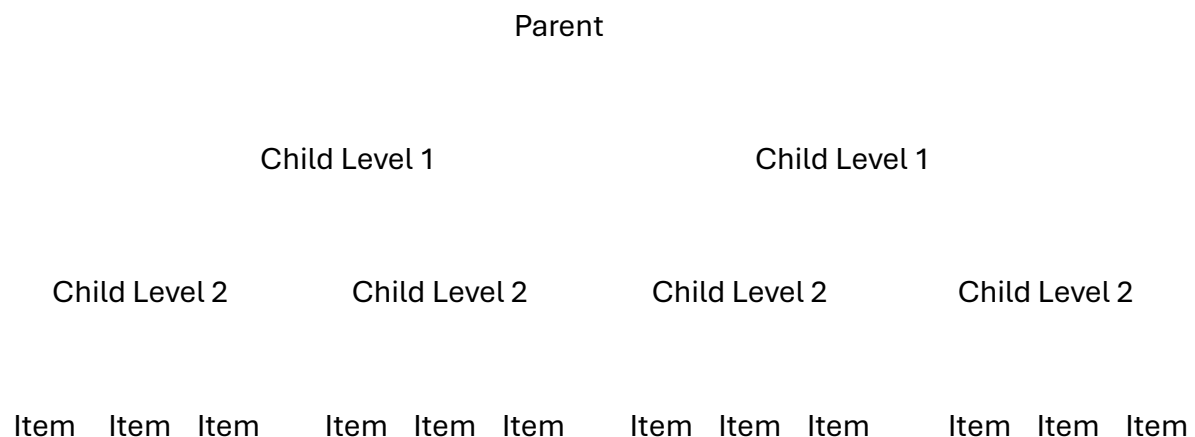 Parent
Child Level 1 Child Level 1
Child Level 2 Child Level 2 Child Level 2 Child Level 2
Item Item Item Item Item Item Item Item Item Item Item Item